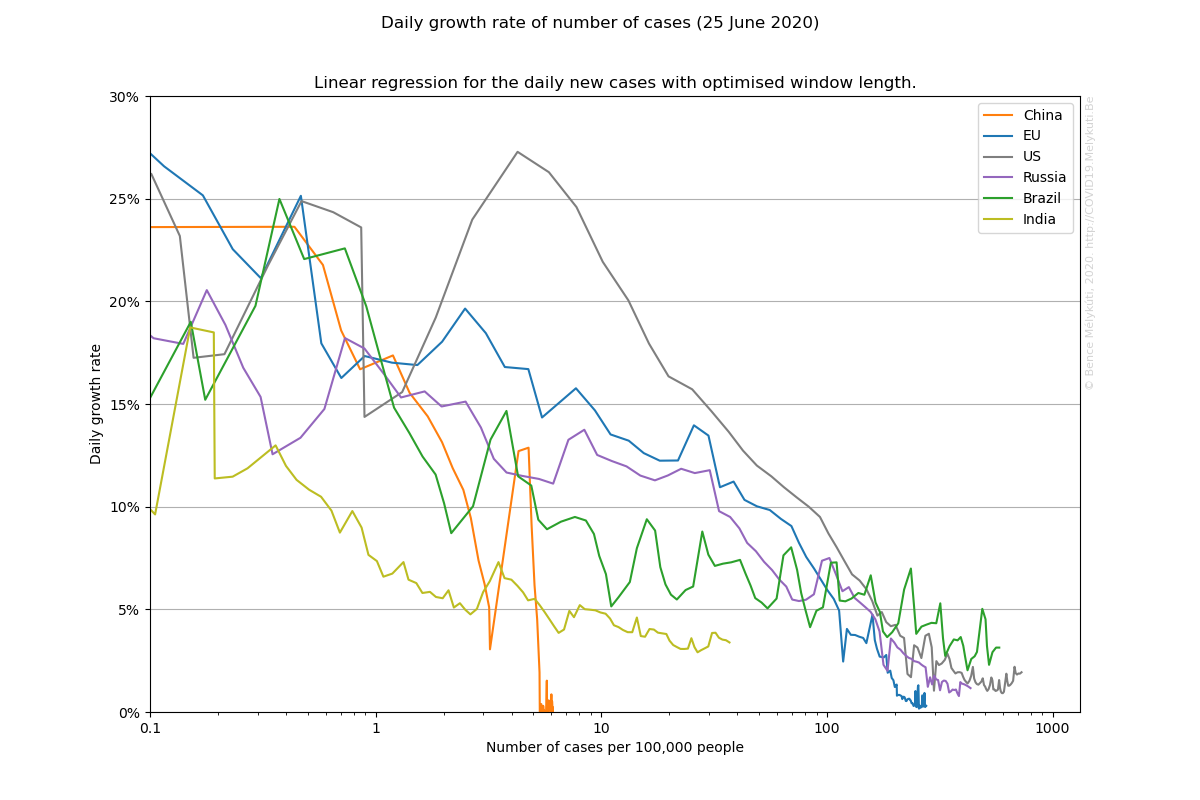 Daily growth rate of number of cases (25 June 2020)
Linear regression for the daily new cases with optimised window length.
30%
25%
20%
15%
10%
5%
0%
Daily growth rate
0.1
1
10
100
1000
Number of cases per 100,000 people
China
EU
US
Russia
Brazil
India
© Bence Mélykúti, 2020 http://COVID19.Melykuti.Be